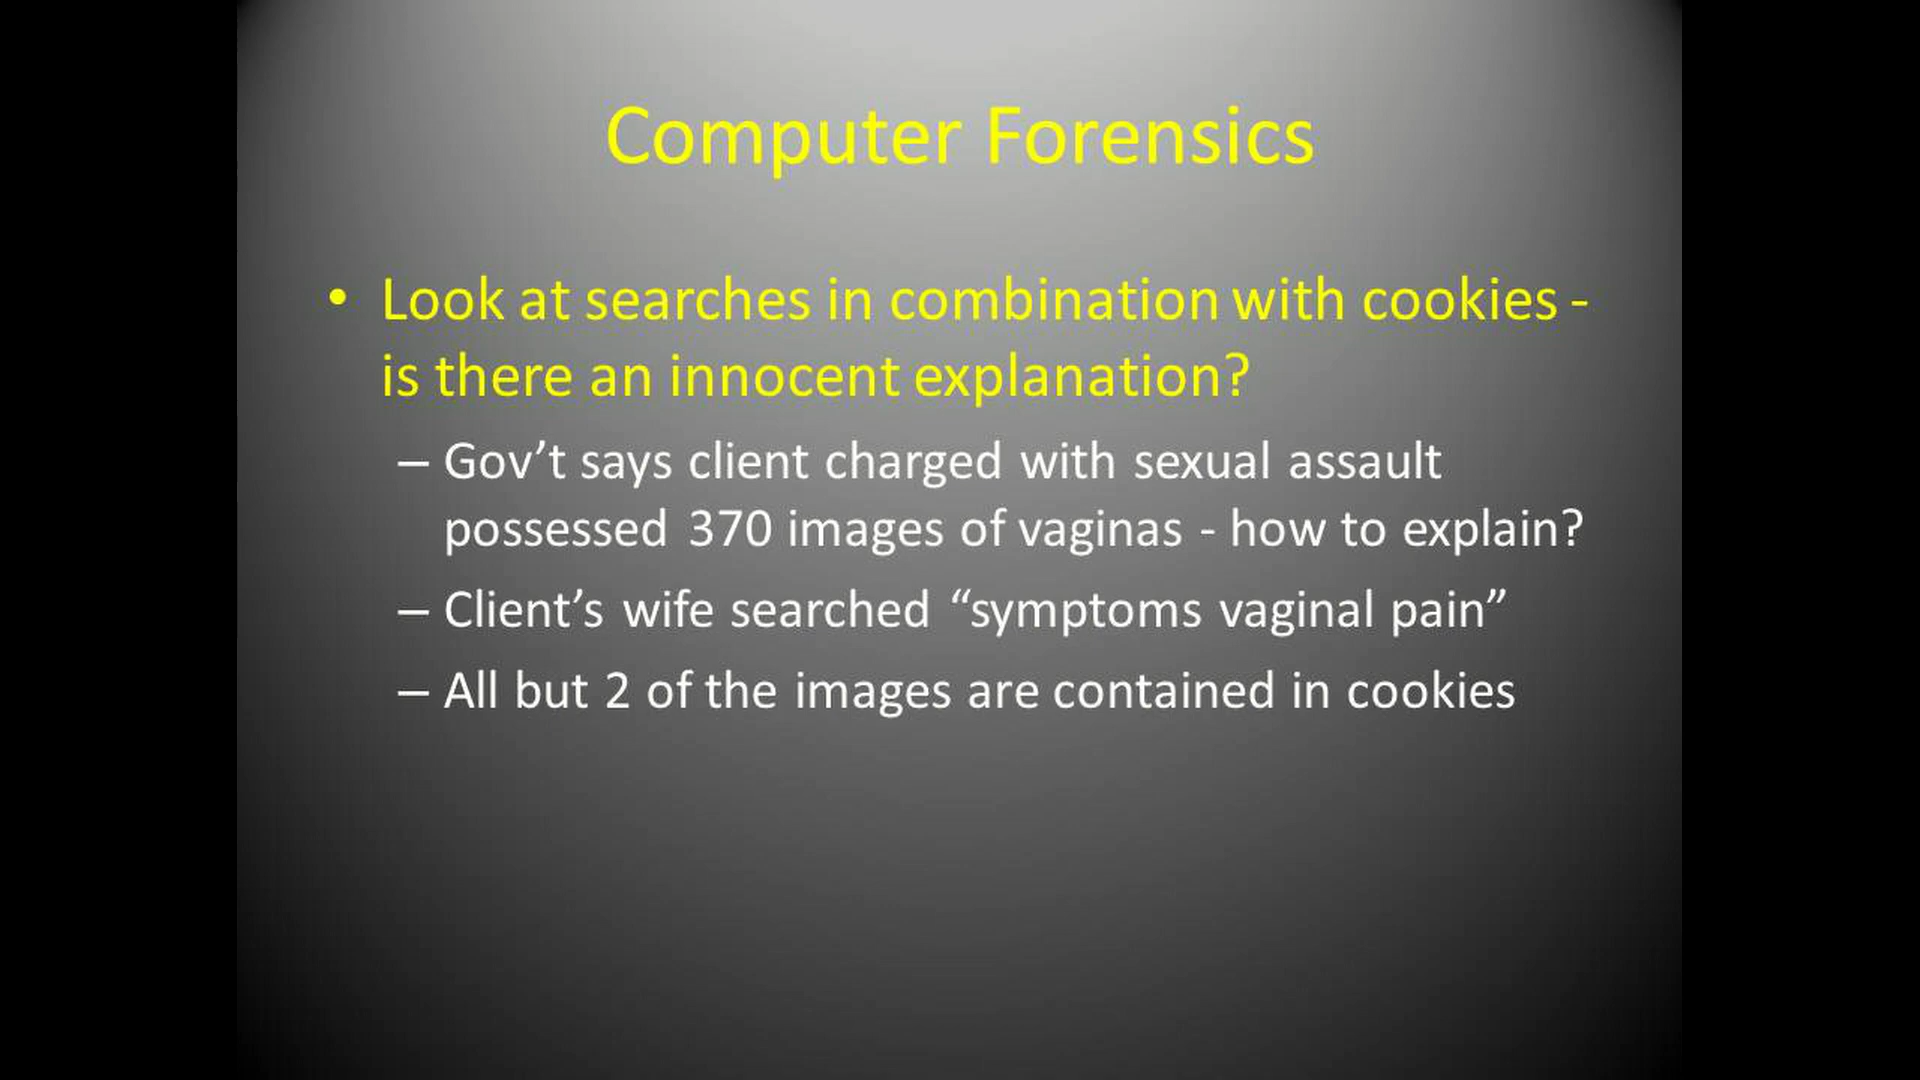 Computer Forensics
• Look at searches in combination with cookies -
is there an innocent explanation?
– Gov’t says client charged with sexual assault
possessed 370 images of vaginas - how to explain?
– Client’s wife searched “symptoms vaginal pain”
– All but 2 of the images are contained in cookies